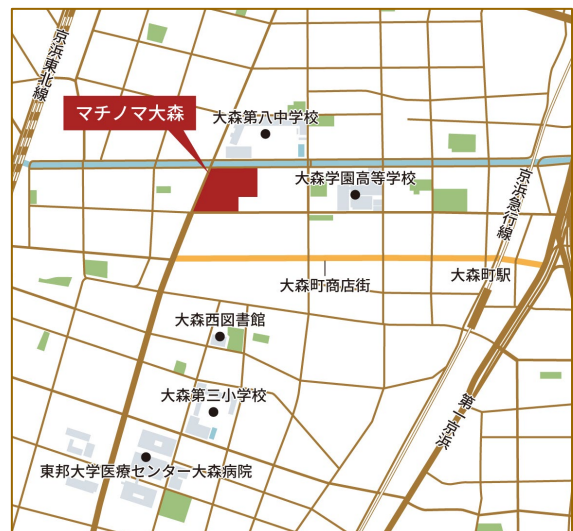 京浜東北線
マチノマ大森
大森第八中学校
大森学園高等学校
京浜急行線
大森町商店街
大森町駅
大森西図書館
大森第三小学校
第一京浜
東邦大学医療センター大森病院